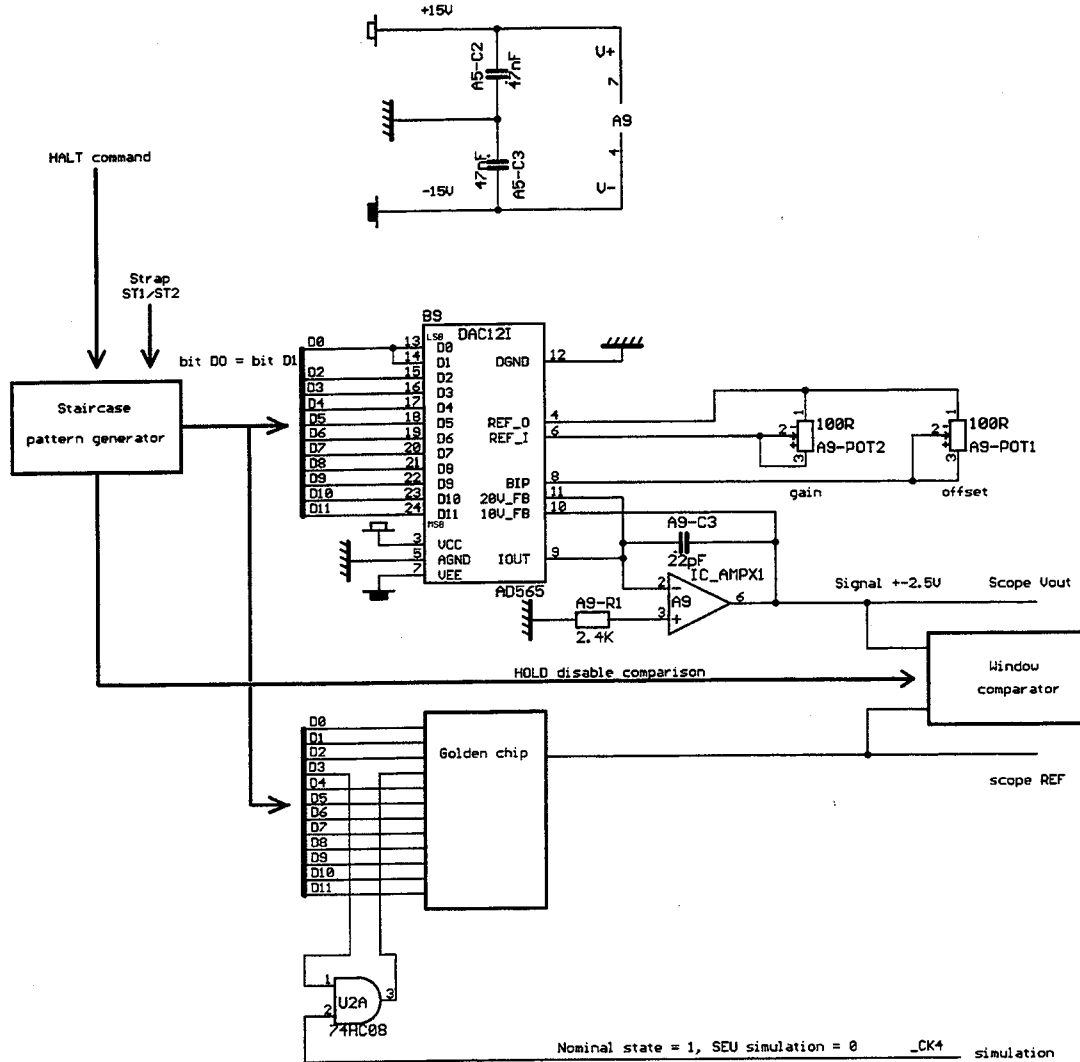 +15V
A5-C2
47nF
V+
7
A9
4
V-
47nF
A5-C3
-15V
HALT command
Strap
ST1/ST2
bit D0 = bit D1
Staircase
pattern generator
B9
DAC12I
LSB
D0 13 D0
14 D1
D2 15 D2
D3 16 D3
D4 17 D4
D5 18 D5
D6 19 D6
D7 20 D7
D8 21 D8
D9 22 D9
D10 23 D10
D11 24 D11
MSB
3 VCC
5 AGND
7 VEE
DGND 12
REF_O 4
REF_I 6
BIP 8
20V_FB 11
10V_FB 10
IOUT 9
AD565
1
2
3
100R
A9-POT2
gain
1
2
3
100R
A9-POT1
offset
A9-C3
22pF
IC_AMPX1
2 -
A9
3 +
6
A9-R1
2.4K
Signal +-2.5V
Scope Vout
Window
comparator
HOLD disable comparison
D0
D1
D2
D3
D4
D5
D6
D7
D8
D9
D10
D11
Golden chip
scope REF
1
2
U2A
3
74HC08
Nominal state = 1, SEU simulation = 0
_CK4
simulation